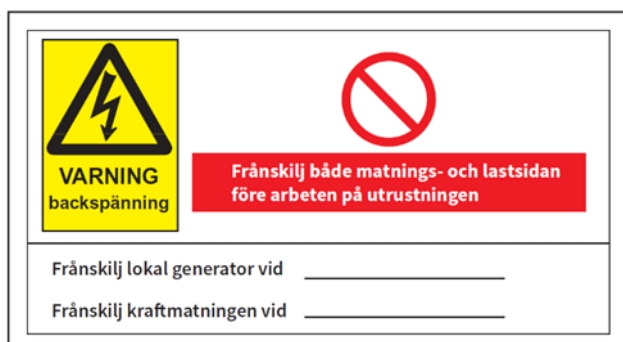 VARNING
backspänning
Frånskilj både matnings- och lastsidan
före arbeten på utrustningen
Frånskilj lokal generator vid
Frånskilj kraftmatningen vid